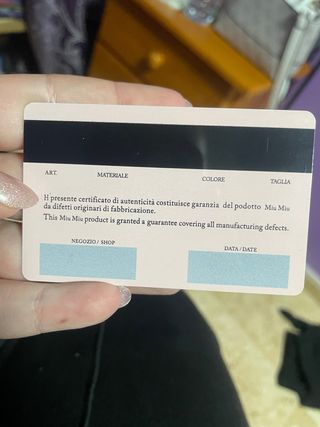 ART. MATERIALE COLORE TAGLIA
H presente certificato di autenticità costituisce garanzia del podotto Miu Miu
da difetti originari di fabbricazione.
This Miu Miu product is granted a guarantee covering all manufacturing defects.
NEGOZIO / SHOP DATA / DATE